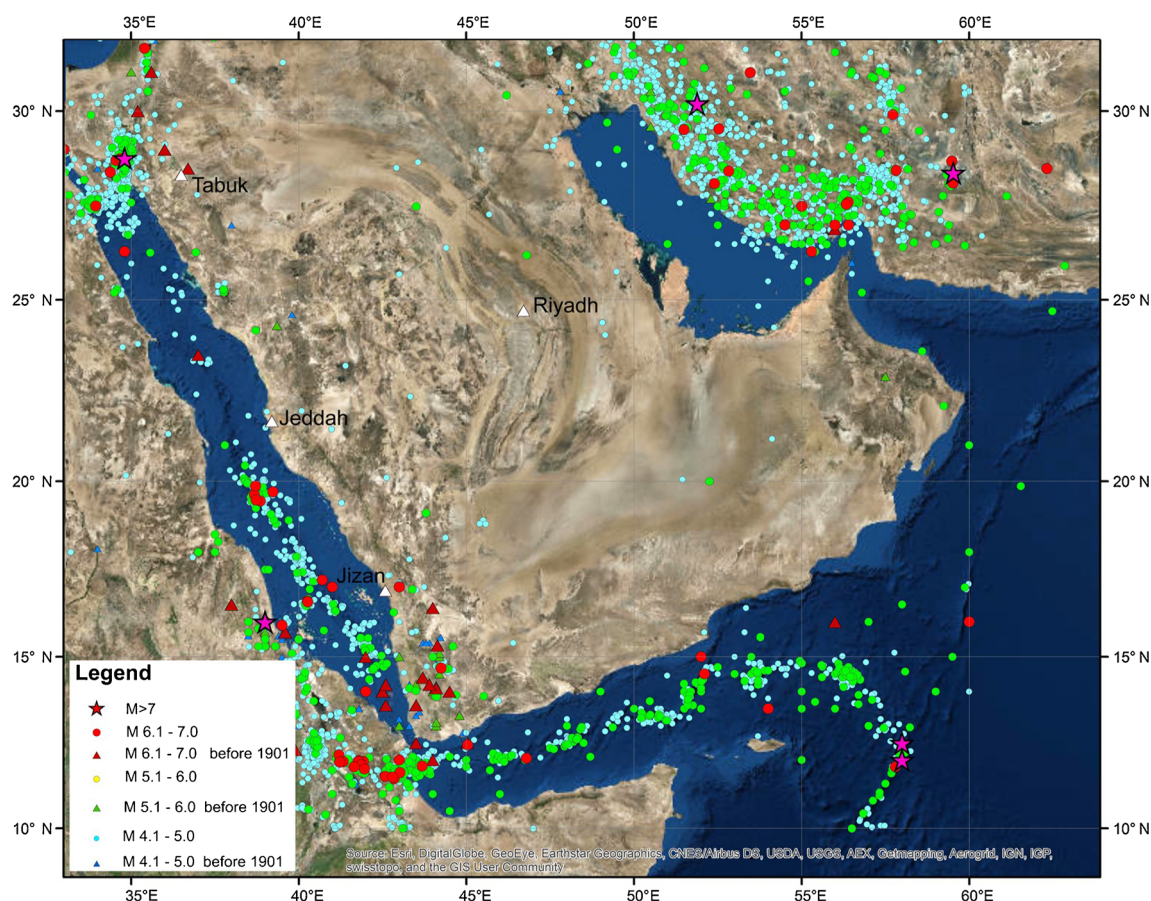 35°E 40°E 45°E 50°E 55°E 60°E
30° N 30° N
Tabuk
Riyadh
25° N 25° N
Jeddah
20° N 20° N
Jizan
15° N 15° N
Legend
M>7
M 6.1 - 7.0
M 6.1 - 7.0 before 1901
M 5.1 - 6.0
M 5.1 - 6.0 before 1901
M 4.1 - 5.0
M 4.1 - 5.0 before 1901
10° N 10° N
Source: Esri, DigitalGlobe, GeoEye, Earthstar Geographics, CNES/Airbus DS, USDA, USGS, AEX, Getmapping, Aerogrid, IGN, IGP,
swisstopo, and the GIS User Community
35°E 40°E 45°E 50°E 55°E 60°E